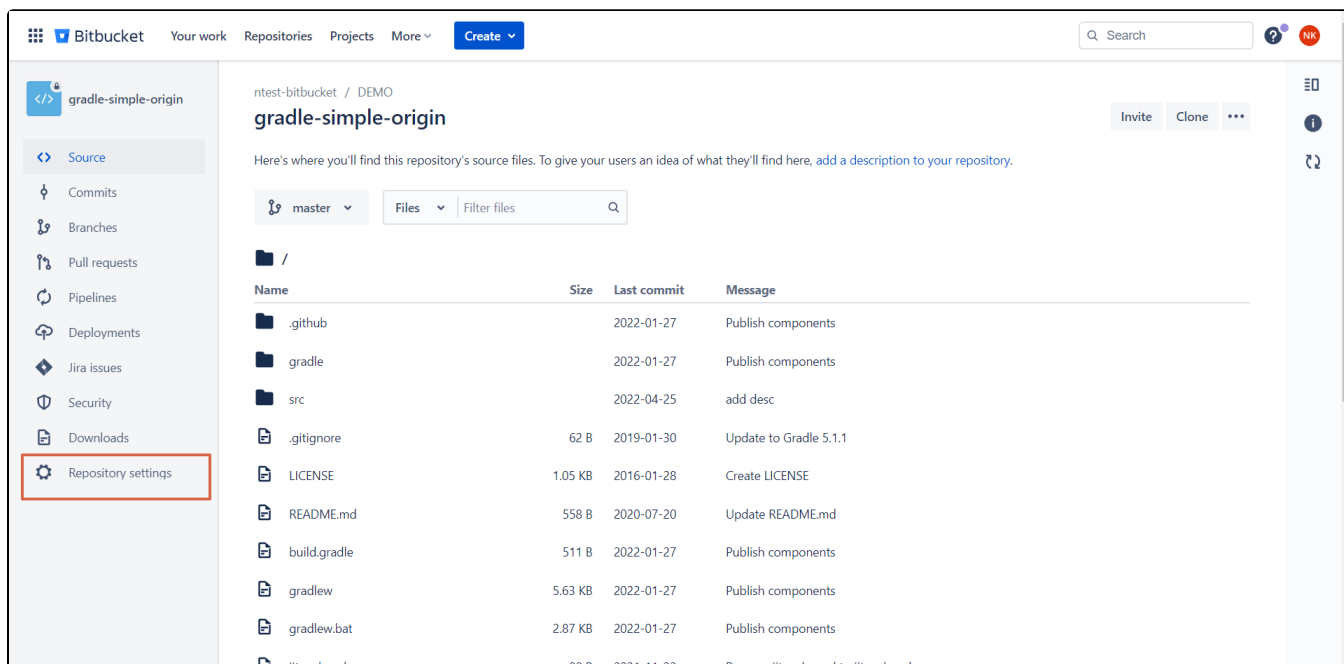 Bitbucket Your work Repositories Projects More Create Search ? NK
</> gradle-simple-origin
Source
Commits
Branches
Pull requests
Pipelines
Deployments
Jira issues
Security
Downloads
Repository settings
ntest-bitbucket / DEMO
gradle-simple-origin
Invite Clone
Here's where you'll find this repository's source files. To give your users an idea of what they'll find here, add a description to your repository.
master Files Filter files
/
Name Size Last commit Message
.github 2022-01-27 Publish components
gradle 2022-01-27 Publish components
src 2022-04-25 add desc
.gitignore 62 B 2019-01-30 Update to Gradle 5.1.1
LICENSE 1.05 KB 2016-01-28 Create LICENSE
README.md 558 B 2020-07-20 Update README.md
build.gradle 511 B 2022-01-27 Publish components
gradlew 5.63 KB 2022-01-27 Publish components
gradlew.bat 2.87 KB 2022-01-27 Publish components